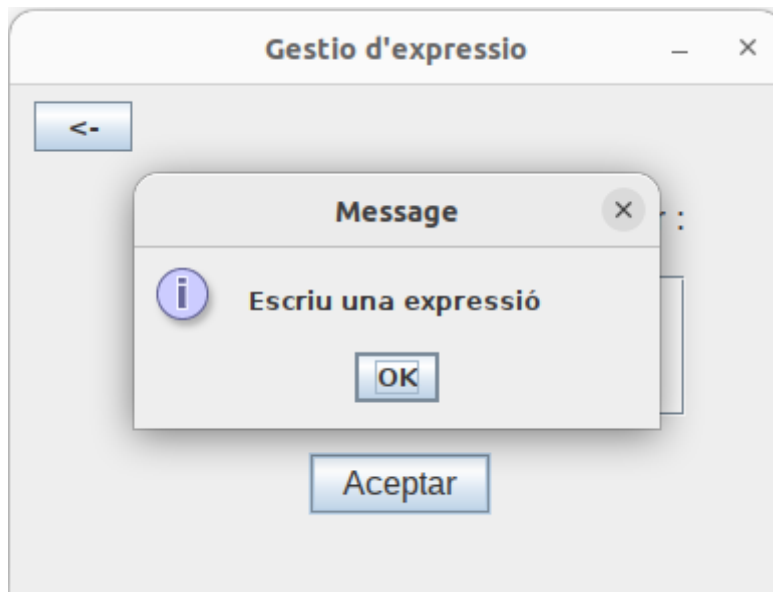 Gestio d'expressio
<-
Message
:
Escriu una expressió
OK
Aceptar